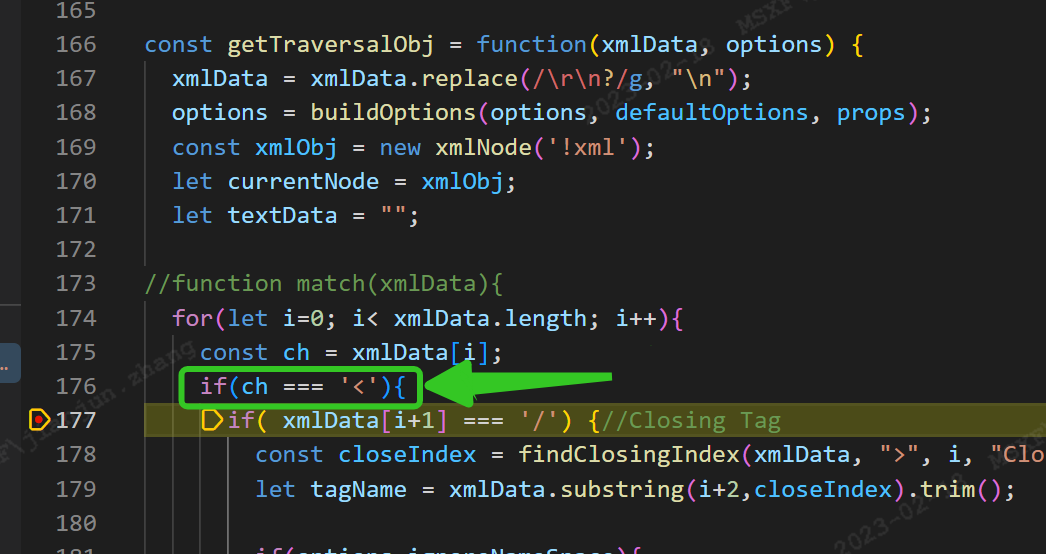 165
166 const getTraversalObj = function(xmlData, options) {
167 xmlData = xmlData.replace(/\r\n?/g, "\n");
168 options = buildOptions(options, defaultOptions, props);
169 const xmlObj = new xmlNode('!xml');
170 let currentNode = xmlObj;
171 let textData = "";
172
173 //function match(xmlData){
174 for(let i=0; i< xmlData.length; i++){
175 const ch = xmlData[i];
176 if(ch === '<'){
177 if( xmlData[i+1] === '/') {//Closing Tag
178 const closeIndex = findClosingIndex(xmlData, ">", i, "Clo
179 let tagName = xmlData.substring(i+2,closeIndex).trim();
180
181 if(options.ignoreNameSpace){